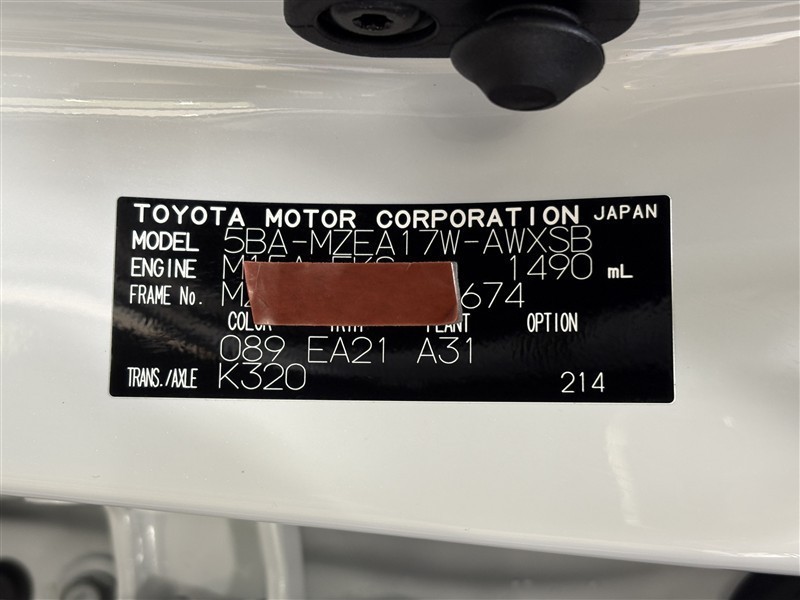 TOYOTA MOTOR CORPORATION JAPAN
MODEL 5BA-MZEA17W-AWXSB
ENGINE 1490 mL
FRAME No. MZ 674
COLOR TRIM PLANT OPTION
089 EA21 A31
TRANS./AXLE K320 214